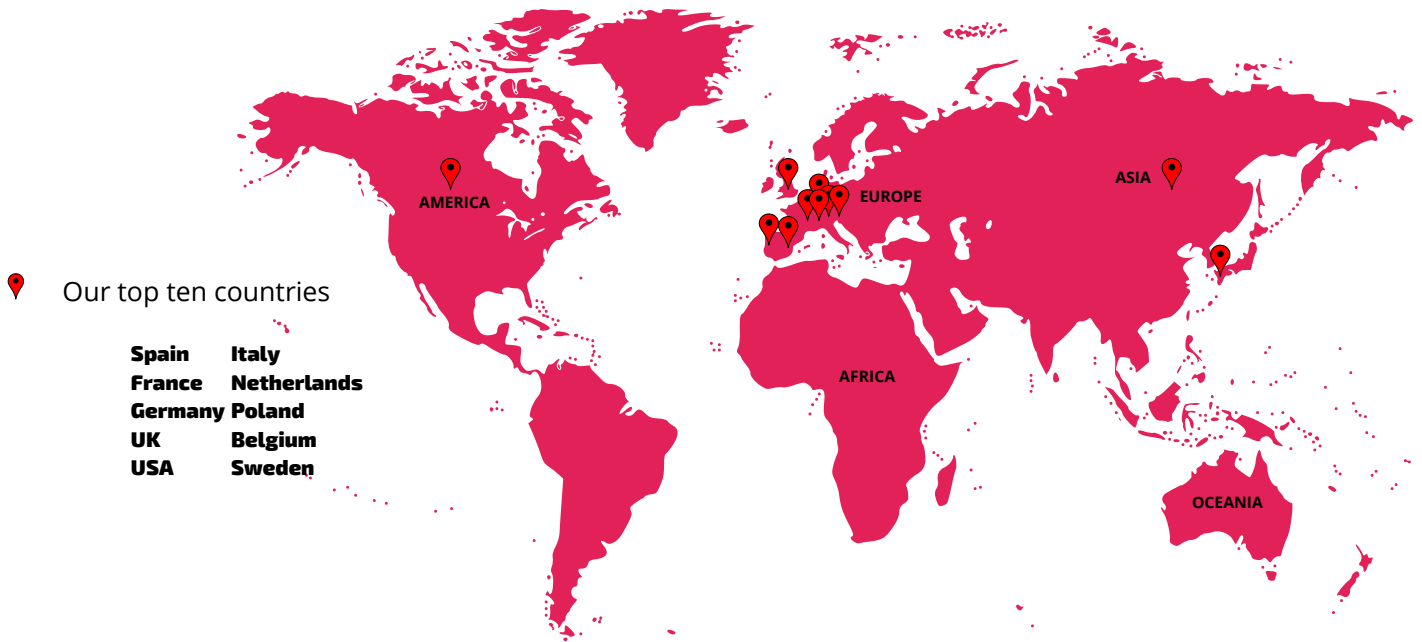 AMERICA
EUROPE
ASIA
Our top ten countries
Spain Italy
France Netherlands
Germany Poland
UK Belgium
USA Sweden
AFRICA
OCEANIA